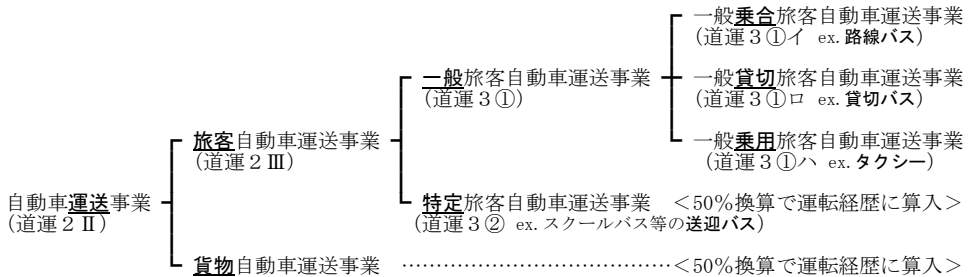 一般乗合旅客自動車運送事業
(道運3①イ ex.路線バス)
一般旅客自動車運送事業
(道運3①)
一般貸切旅客自動車運送事業
(道運3①ロ ex.貸切バス)
旅客自動車運送事業
(道運2Ⅲ)
一般乗用旅客自動車運送事業
(道運3①ハ ex.タクシー)
自動車運送事業
(道運2Ⅱ)
特定旅客自動車運送事業 <50%換算で運転経歴に算入>
(道運3② ex.スクールバス等の送迎バス)
貨物自動車運送事業 ……………………………<50%換算で運転経歴に算入>